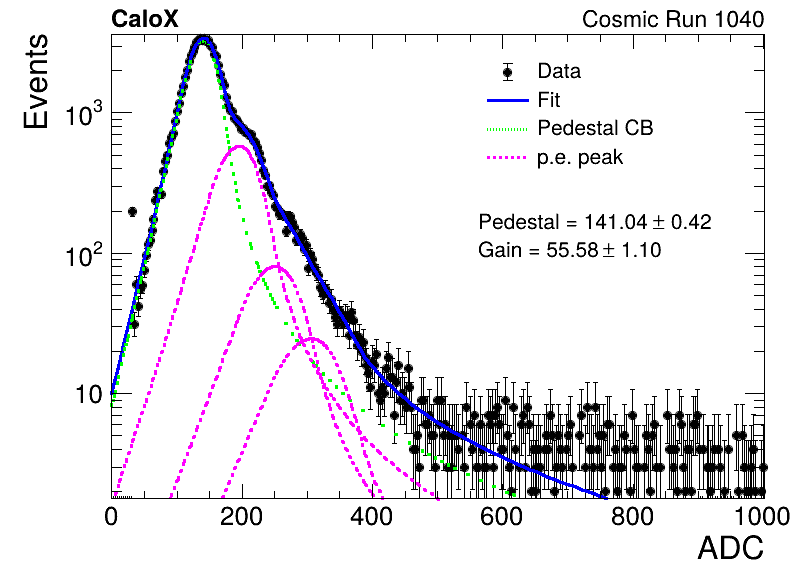 CaloX Cosmic Run 1040
Events
Data
Fit
Pedestal CB
p.e. peak
Pedestal = 141.04 ± 0.42
Gain = 55.58 ± 1.10
10³
10²
10
0 200 400 600 800 1000
ADC